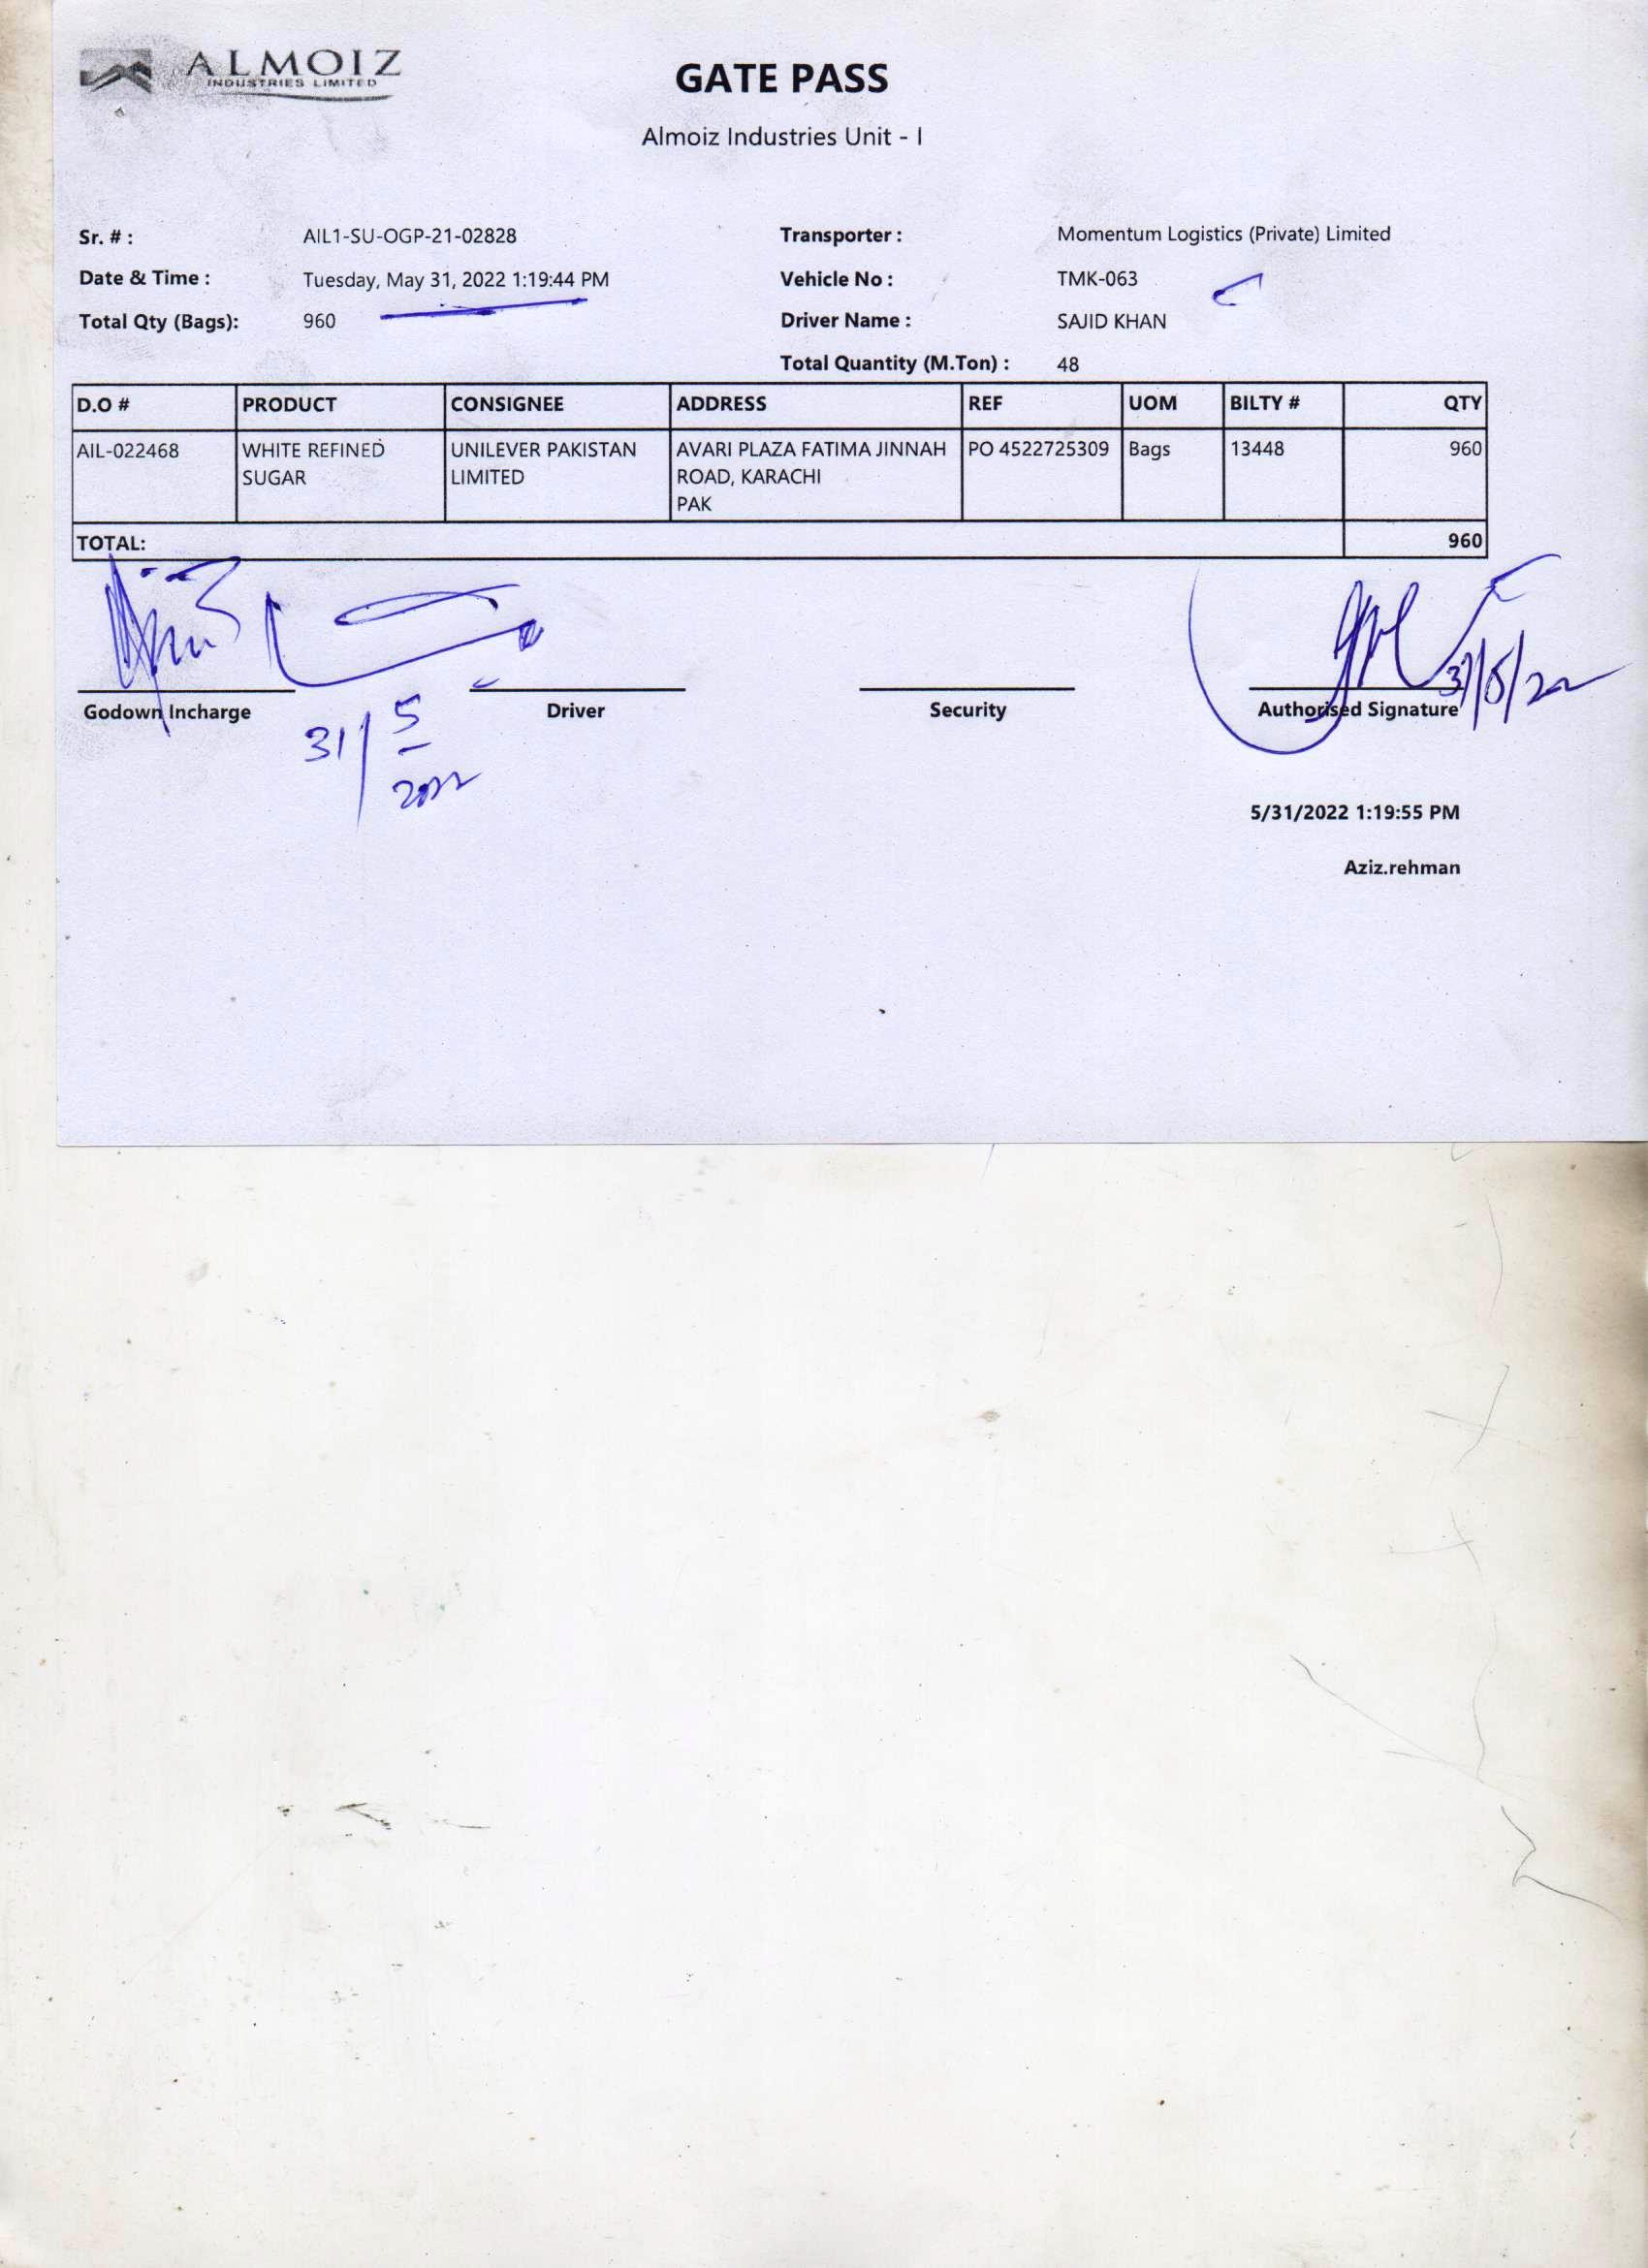 ALMOIZ
INDUSTRIES LIMITED
GATE PASS
Almoiz Industries Unit - I
Sr. # : AIL1-SU-OGP-21-02828 Transporter : Momentum Logistics (Private) Limited
Date & Time : Tuesday, May 31, 2022 1:19:44 PM Vehicle No : TMK-063
Total Qty (Bags): 960 Driver Name : SAJID KHAN
Total Quantity (M.Ton) : 48
D.O # PRODUCT CONSIGNEE ADDRESS REF UOM BILTY # QTY
AIL-022468 WHITE REFINED UNILEVER PAKISTAN AVARI PLAZA FATIMA JINNAH PO 4522725309 Bags 13448 960
SUGAR LIMITED ROAD, KARACHI
PAK
TOTAL: 960
31/5/22
Godown Incharge Driver Security Authorised Signature
31/5
2022
5/31/2022 1:19:55 PM
Aziz.rehman